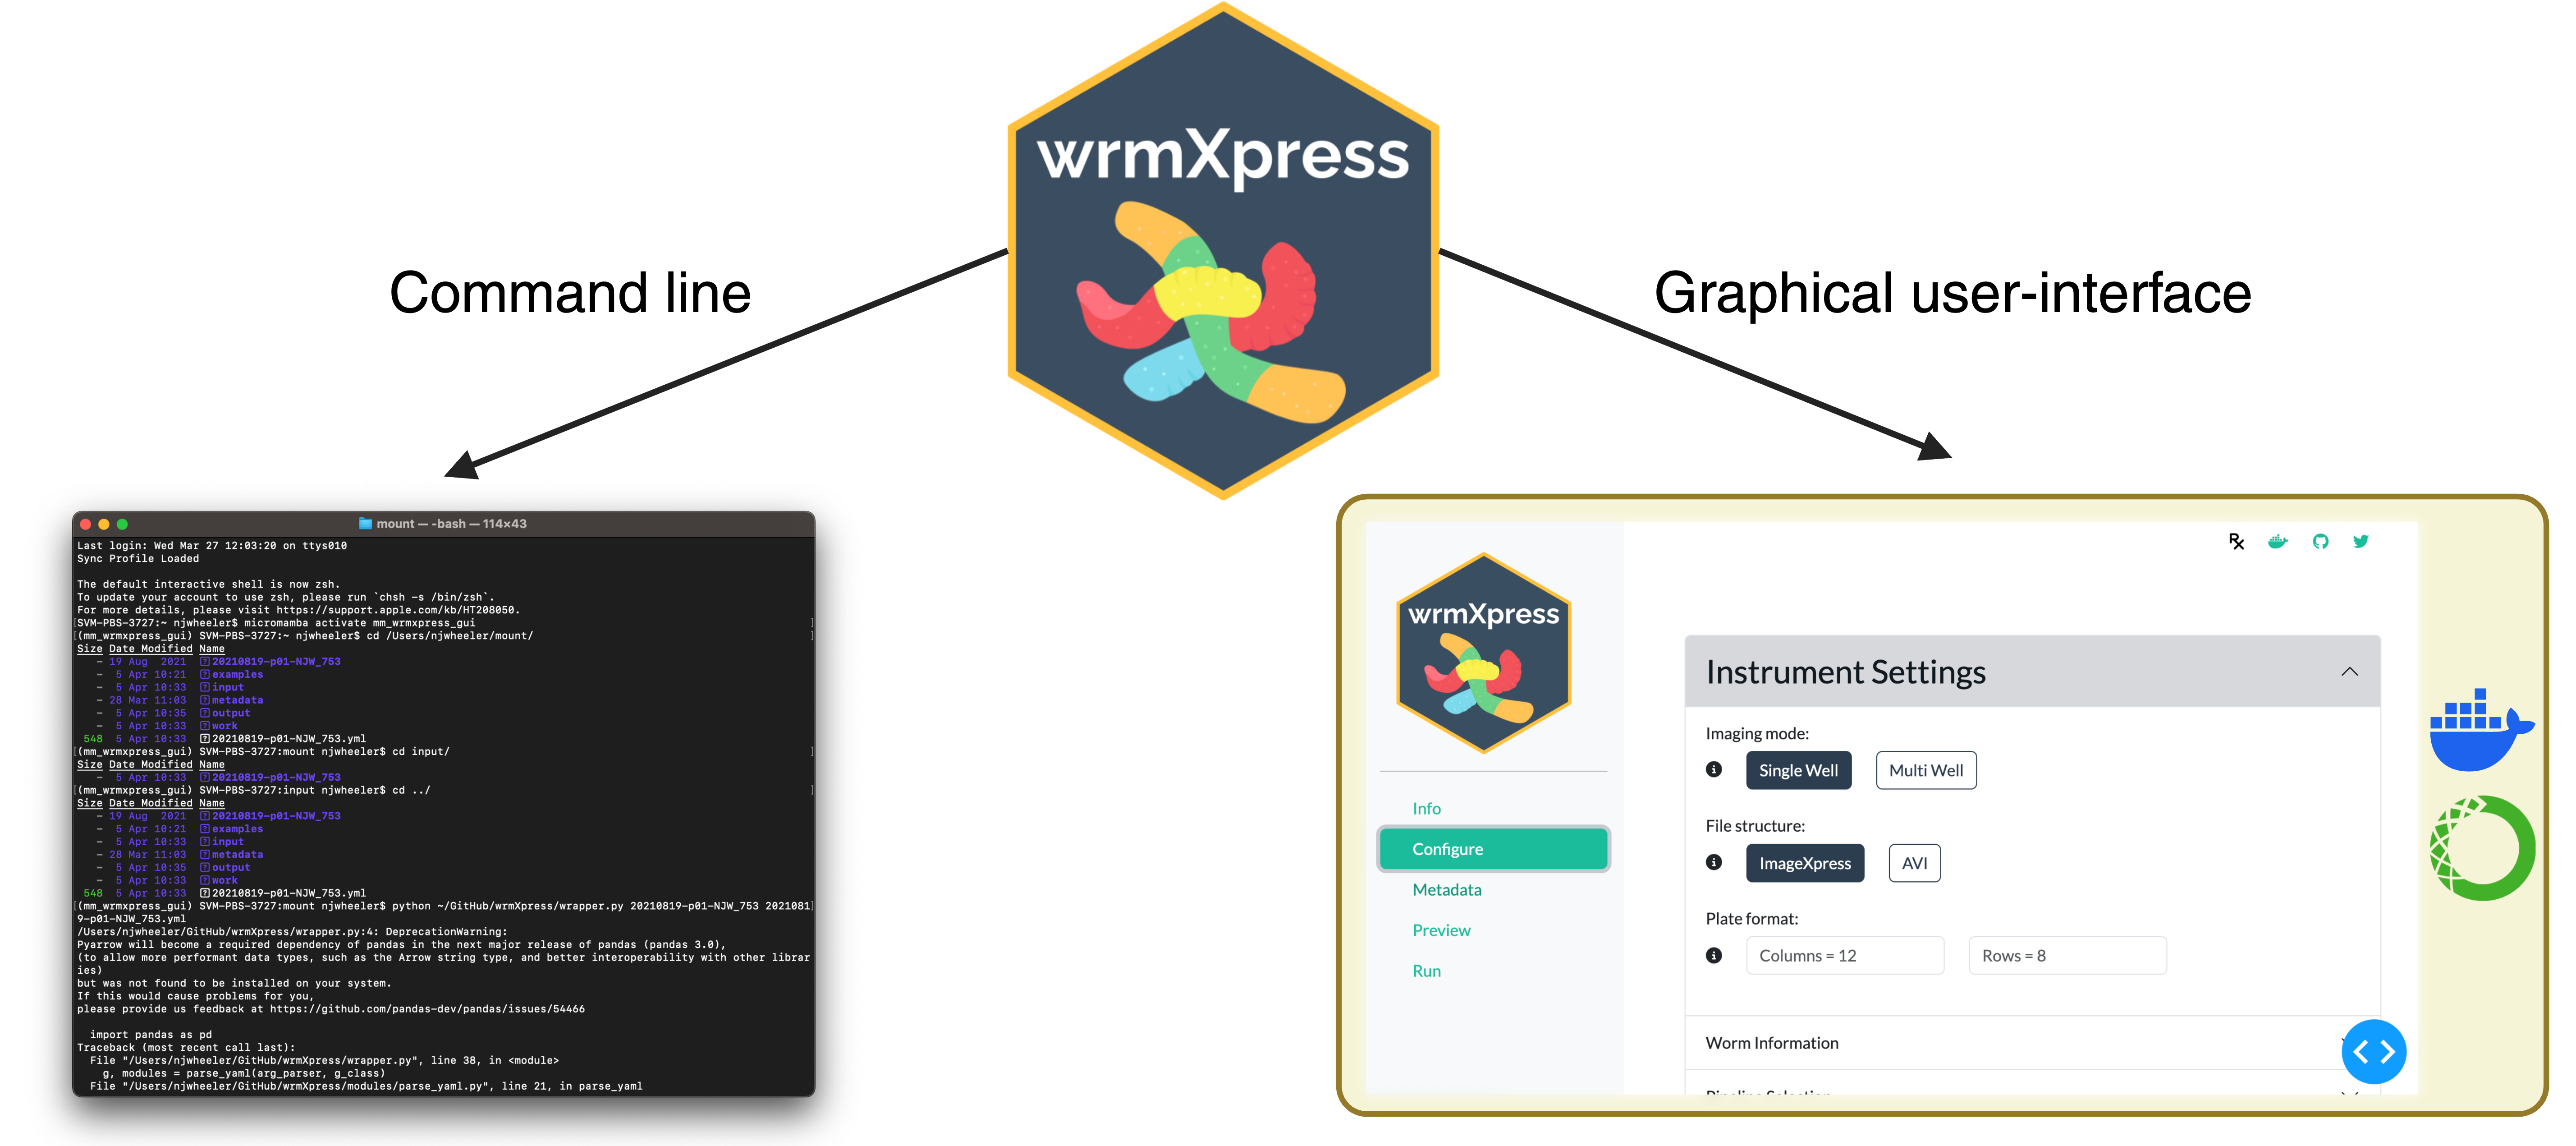 wrmXpress
Command line
Graphical user-interface
mount — -bash — 114×43
Last login: Wed Mar 27 12:03:20 on ttys010
Sync Profile Loaded
The default interactive shell is now zsh.
To update your account to use zsh, please run `chsh -s /bin/zsh`.
For more details, please visit https://support.apple.com/kb/HT208050.
[SVM-PBS-3727:~ njwheeler$ micromamba activate mm_wrmxpress_gui ]
[(mm_wrmxpress_gui) SVM-PBS-3727:~ njwheeler$ cd /Users/njwheeler/mount/ ]
Size Date Modified Name
- 19 Aug 2021 20210819-p01-NJW_753
- 5 Apr 10:21 examples
- 5 Apr 10:33 input
- 28 Mar 11:03 metadata
- 5 Apr 10:35 output
- 5 Apr 10:33 work
548 5 Apr 10:33 20210819-p01-NJW_753.yml
[(mm_wrmxpress_gui) SVM-PBS-3727:mount njwheeler$ cd input/ ]
Size Date Modified Name
- 5 Apr 10:33 20210819-p01-NJW_753
[(mm_wrmxpress_gui) SVM-PBS-3727:input njwheeler$ cd ../ ]
Size Date Modified Name
- 19 Aug 2021 20210819-p01-NJW_753
- 5 Apr 10:21 examples
- 5 Apr 10:33 input
- 28 Mar 11:03 metadata
- 5 Apr 10:35 output
- 5 Apr 10:33 work
548 5 Apr 10:33 20210819-p01-NJW_753.yml
[(mm_wrmxpress_gui) SVM-PBS-3727:mount njwheeler$ python ~/GitHub/wrmXpress/wrapper.py 20210819-p01-NJW_753 2021081]
9-p01-NJW_753.yml
/Users/njwheeler/GitHub/wrmXpress/wrapper.py:4: DeprecationWarning:
Pyarrow will become a required dependency of pandas in the next major release of pandas (pandas 3.0),
(to allow more performant data types, such as the Arrow string type, and better interoperability with other librar
ies)
but was not found to be installed on your system.
If this would cause problems for you,
please provide us feedback at https://github.com/pandas-dev/pandas/issues/54466
import pandas as pd
Traceback (most recent call last):
File "/Users/njwheeler/GitHub/wrmXpress/wrapper.py", line 38, in <module>
g, modules = parse_yaml(arg_parser, g_class)
File "/Users/njwheeler/GitHub/wrmXpress/modules/parse_yaml.py", line 21, in parse_yaml
wrmXpress
Info
Configure
Metadata
Preview
Run
Instrument Settings
Imaging mode:
Single Well Multi Well
File structure:
ImageXpress AVI
Plate format:
Columns = 12 Rows = 8
Worm Information